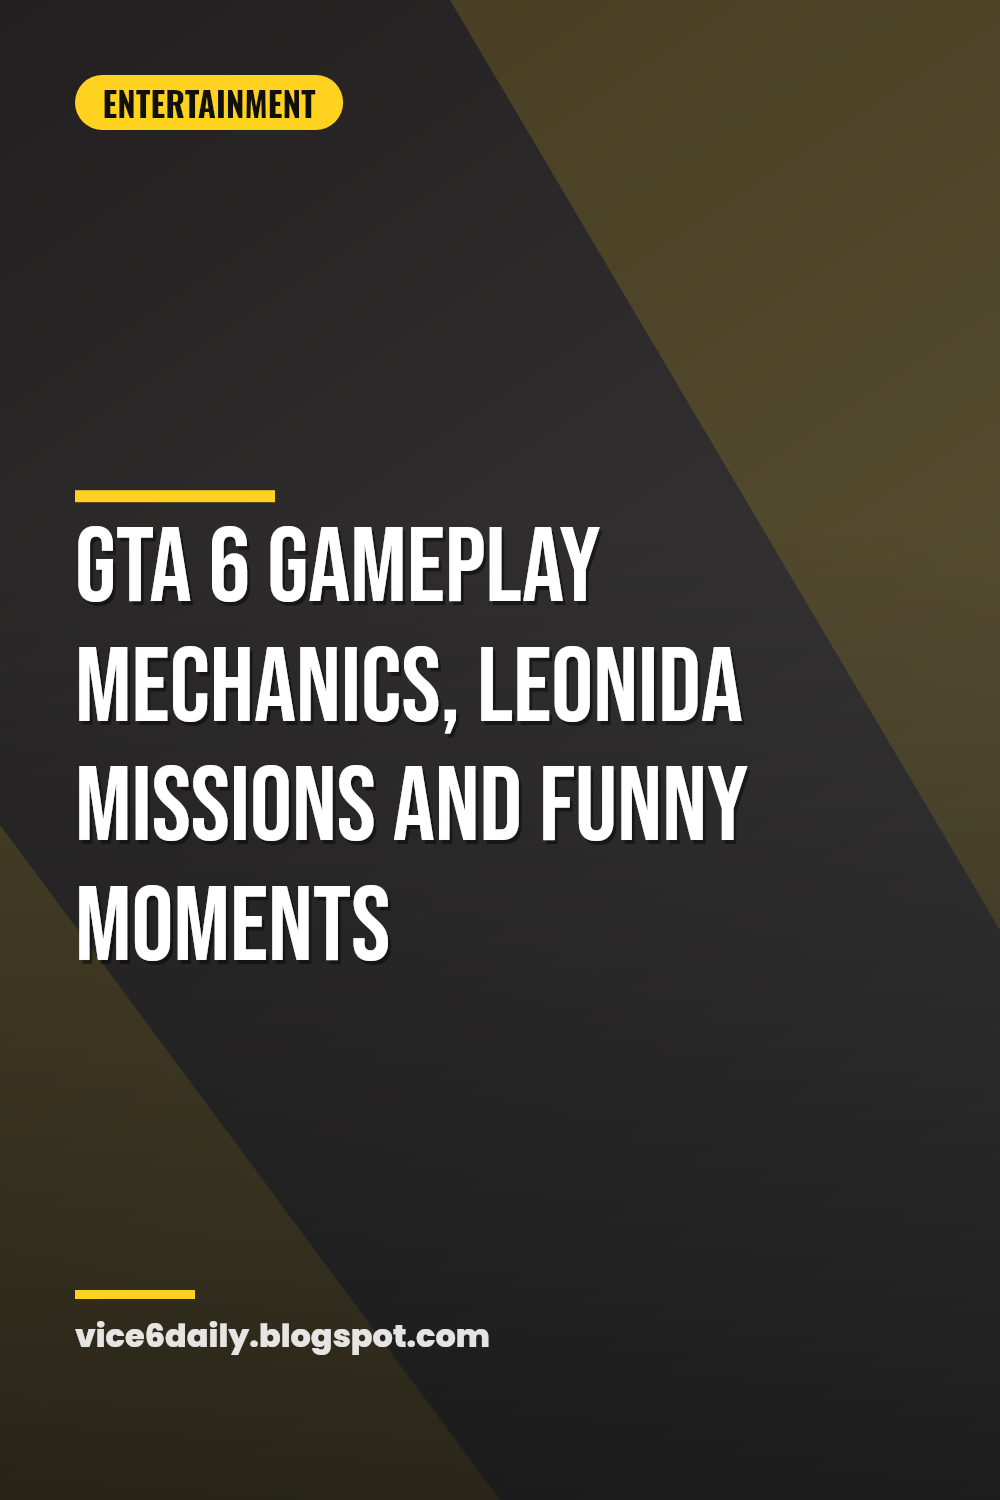 ENTERTAINMENT
GTA 6 GAMEPLAY
MECHANICS, LEONIDA
MISSIONS AND FUNNY
MOMENTS
vice6daily.blogspot.com